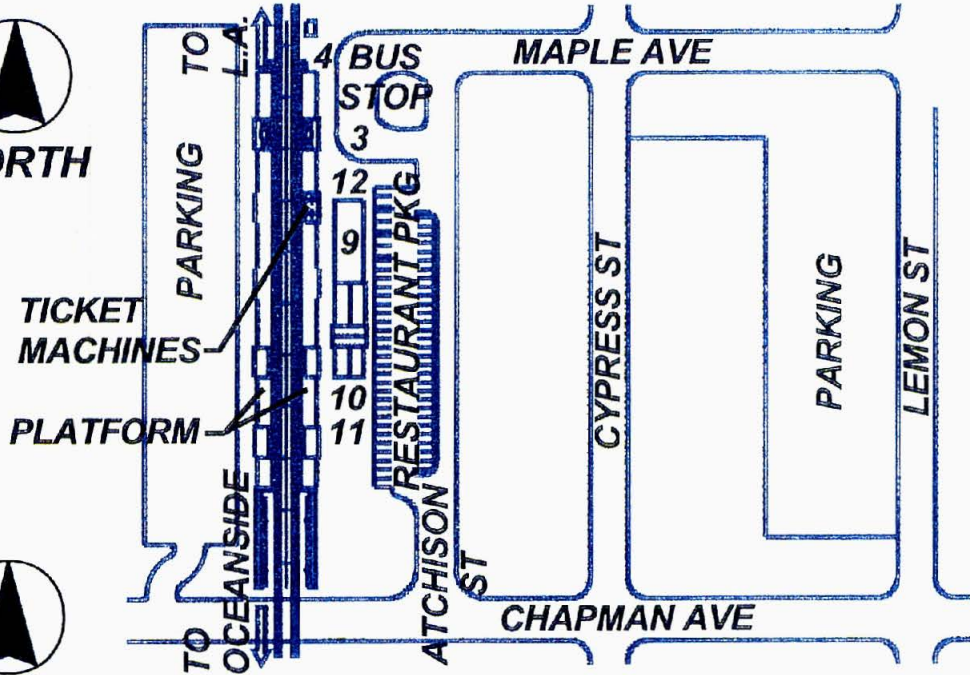 TO
L.A.
4 BUS
STOP
3
MAPLE AVE
RTH
PARKING
12
9
RESTAURANT PKG
TICKET
MACHINES
CYPRESS ST
PARKING
LEMON ST
PLATFORM
10
11
TO
OCEANSIDE
ATCHISON
ST
CHAPMAN AVE